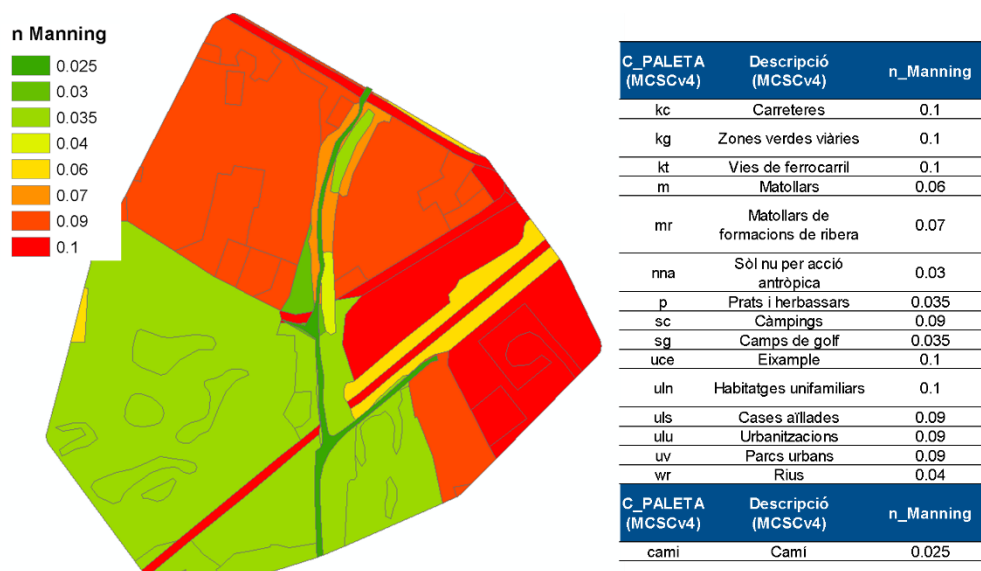 n Manning
0.025
0.03
0.035
0.04
0.06
0.07
0.09
0.1
C_PALETA (MCSCv4) Descripció (MCSCv4) n_Manning
kc Carreteres 0.1
kg Zones verdes viàries 0.1
kt Vies de ferrocarril 0.1
m Matollars 0.06
mr Matollars de formacions de ribera 0.07
nna Sòl nu per acció antròpica 0.03
p Prats i herbassars 0.035
sc Càmpings 0.09
sg Camps de golf 0.035
uce Eixample 0.1
uln Habitatges unifamiliars 0.1
uls Cases aïllades 0.09
ulu Urbanitzacions 0.09
uv Parcs urbans 0.09
wr Rius 0.04
C_PALETA (MCSCv4) Descripció (MCSCv4) n_Manning
cami Camí 0.025